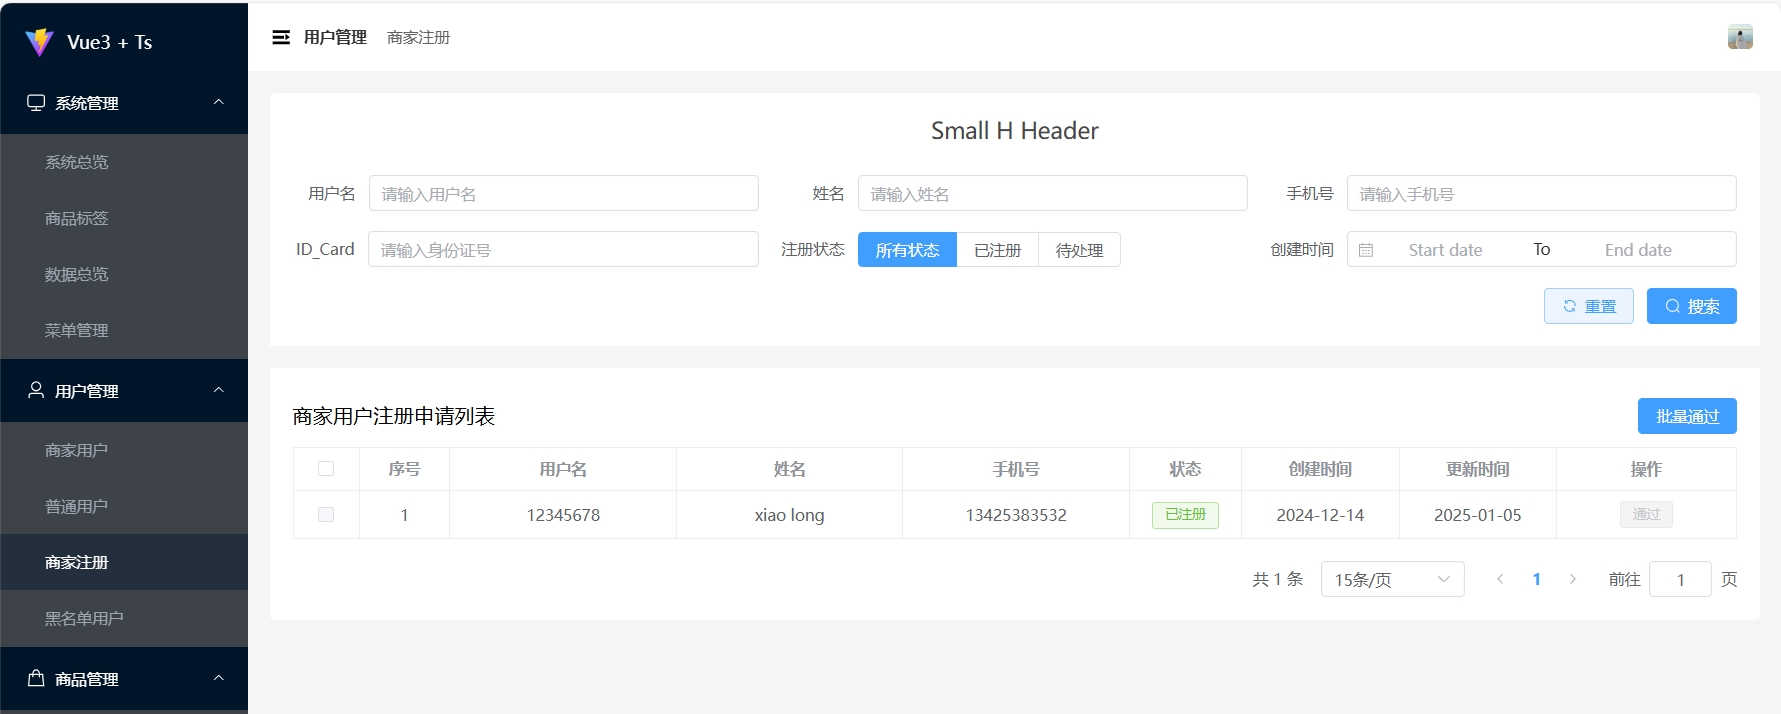 Vue3 + Ts
系统管理
系统总览
商品标签
数据总览
菜单管理
用户管理
商家用户
普通用户
商家注册
黑名单用户
商品管理
用户管理 商家注册
Small H Header
用户名 请输入用户名 姓名 请输入姓名 手机号 请输入手机号
ID_Card 请输入身份证号 注册状态 所有状态 已注册 待处理 创建时间 Start date To End date
重置 搜索
商家用户注册申请列表 批量通过
序号 用户名 姓名 手机号 状态 创建时间 更新时间 操作
1 12345678 xiao long 13425383532 已注册 2024-12-14 2025-01-05 通过
共 1 条 15条/页 1 前往 1 页